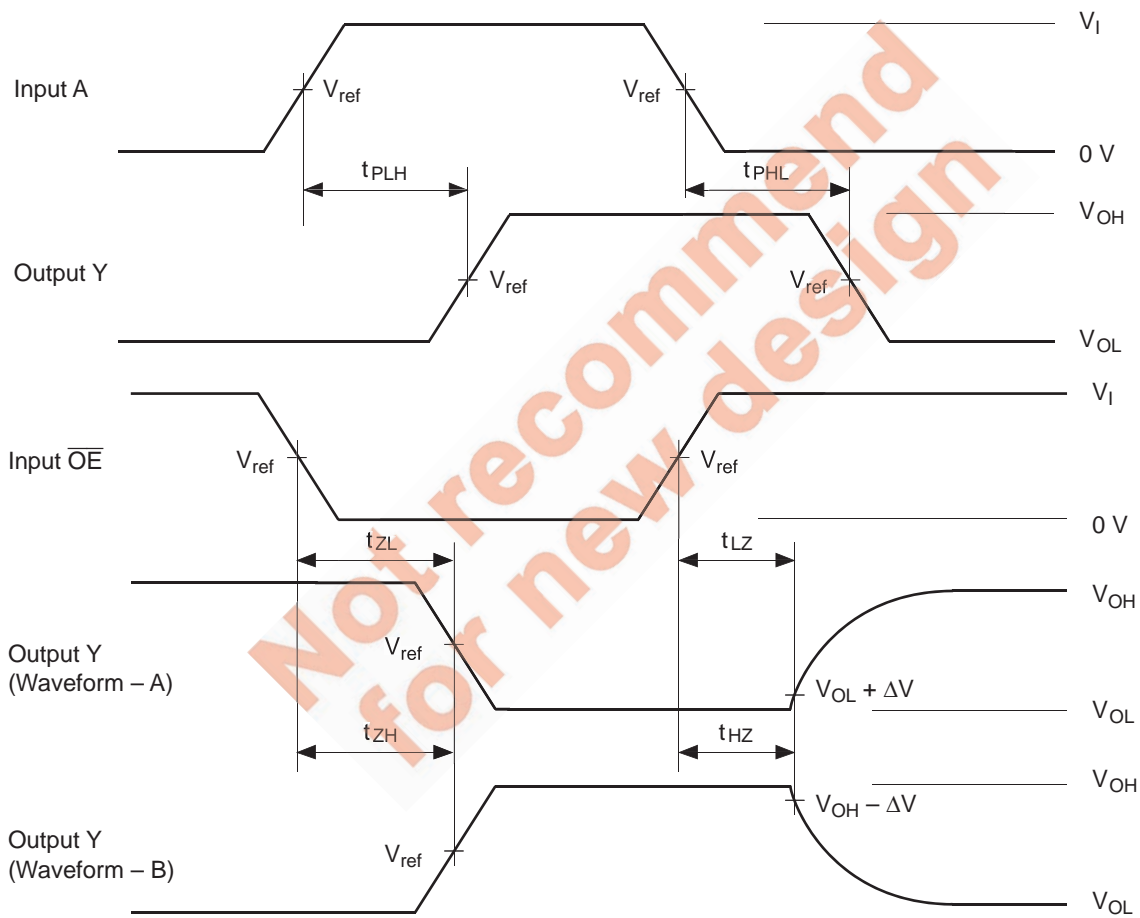 V_I
Input A
V_ref V_ref
0 V
t_PLH t_PHL
V_OH
Output Y
V_ref V_ref
V_OL
V_I
Input O̅E̅
V_ref V_ref
0 V
t_ZL t_LZ
V_OH
Output Y
(Waveform – A)
V_ref
V_OL + ΔV
V_OL
t_ZH t_HZ
V_OH
V_OH – ΔV
Output Y
(Waveform – B)
V_ref
V_OL
Not recommend
for new design